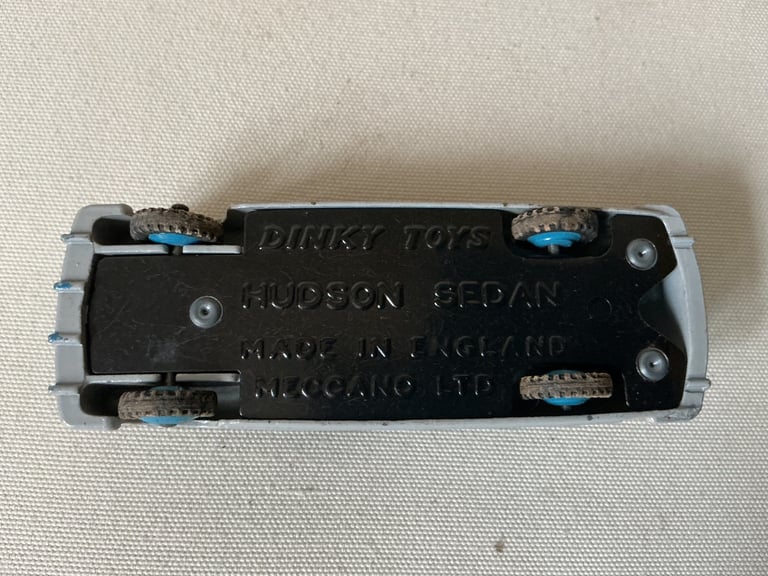 DINKY TOYS
HUDSON SEDAN
MADE IN ENGLAND
MECCANO LTD